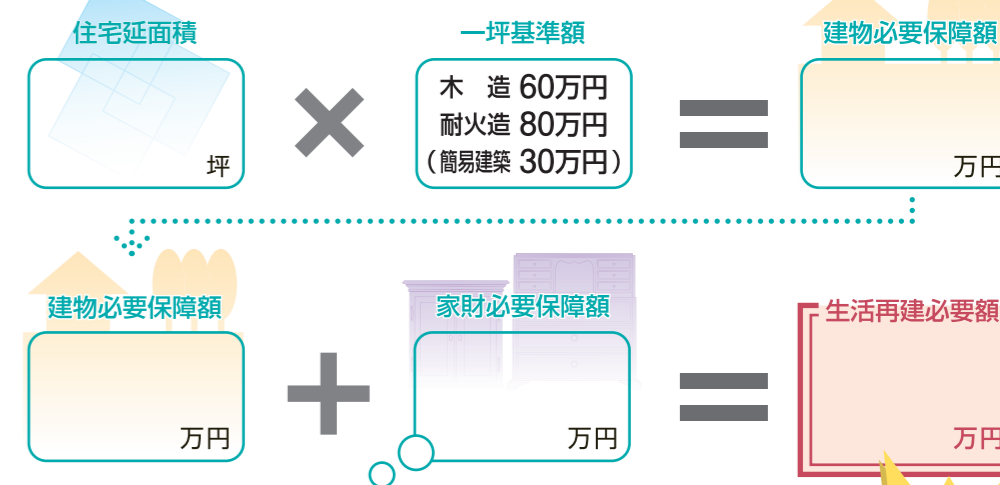 住宅延面積
一坪基準額
建物必要保障額
坪
×
木　造 60万円
耐火造 80万円
(簡易建築 30万円)
=
万円
建物必要保障額
家財必要保障額
生活再建必要額
万円
+
万円
=
万円